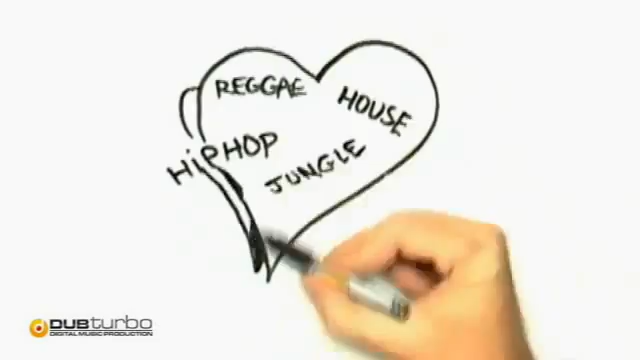 REGGAE
HOUSE
HiPHOP
JUNGLE
DUBturbo
DIGITAL MUSIC PRODUCTION